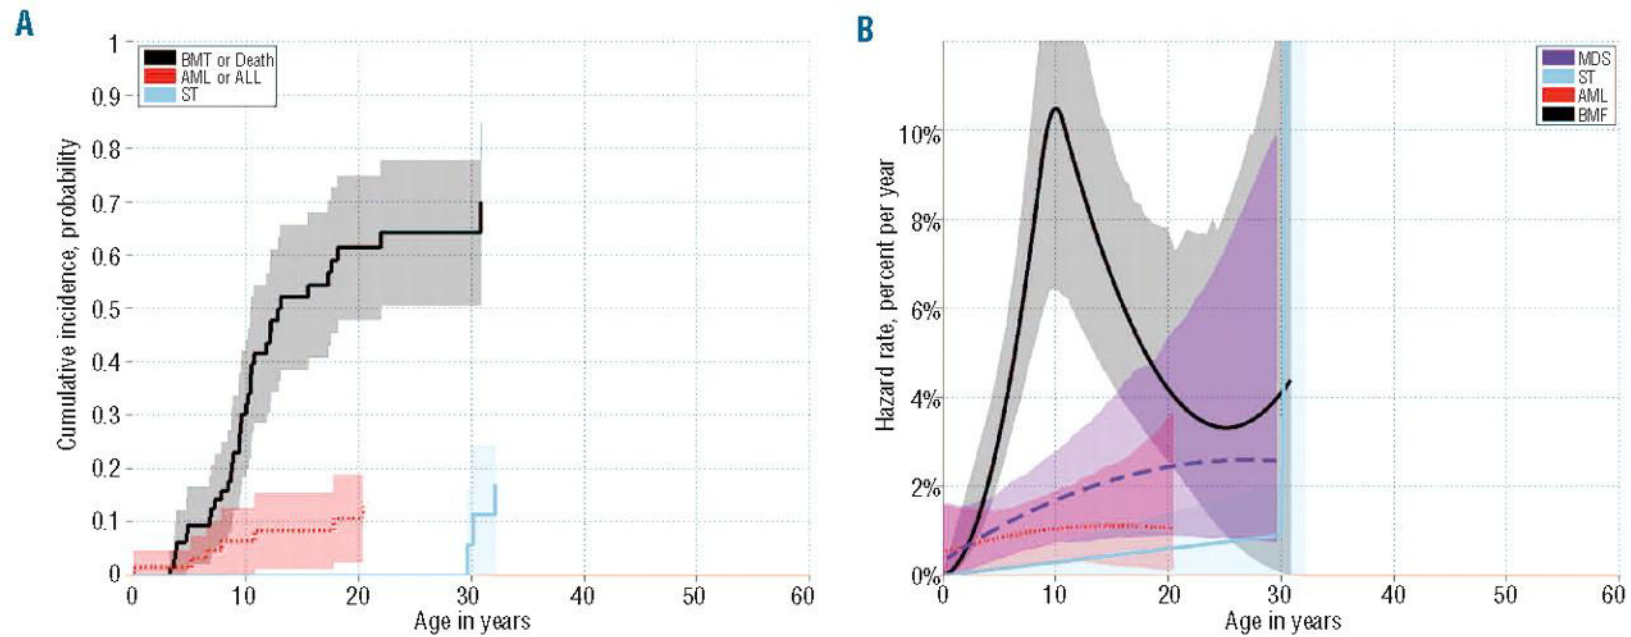 A
1
0.9
0.8
0.7
0.6
0.5
0.4
0.3
0.2
0.1
0
Cumulative incidence, probability
BMT or Death
AML or ALL
ST
0 10 20 30 40 50 60
Age in years
B
10%
8%
6%
4%
2%
0%
Hazard rate, percent per year
MDS
ST
AML
BMF
0 10 20 30 40 50 60
Age in years